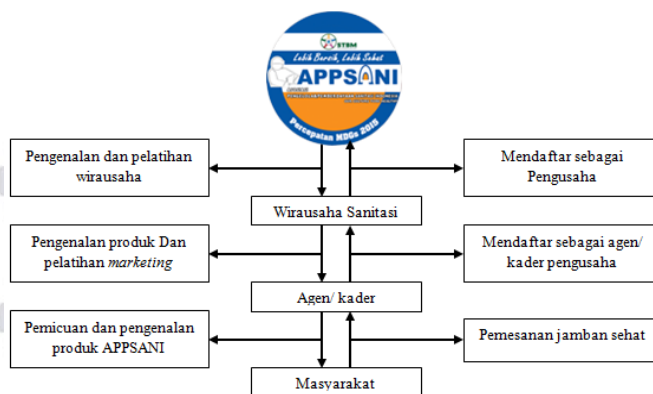 STBM
Lebih Bersih, Lebih Sehat
APPSANI
Percepatan MDGs 2015
Pengenalan dan pelatihan
wirausaha
Mendaftar sebagai
Pengusaha
Wirausaha Sanitasi
Pengenalan produk Dan
pelatihan marketing
Mendaftar sebagai agen/
kader pengusaha
Agen/ kader
Pemicuan dan pengenalan
produk APPSANI
Pemesanan jamban sehat
Masyarakat